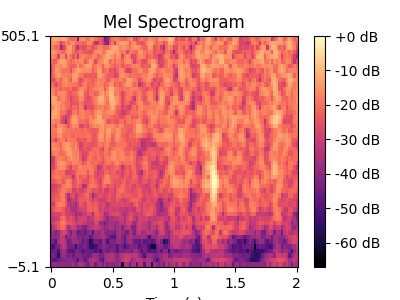 Mel Spectrogram
505.1
−5.1
0
0.5
1
1.5
2
+0 dB
-10 dB
-20 dB
-30 dB
-40 dB
-50 dB
-60 dB